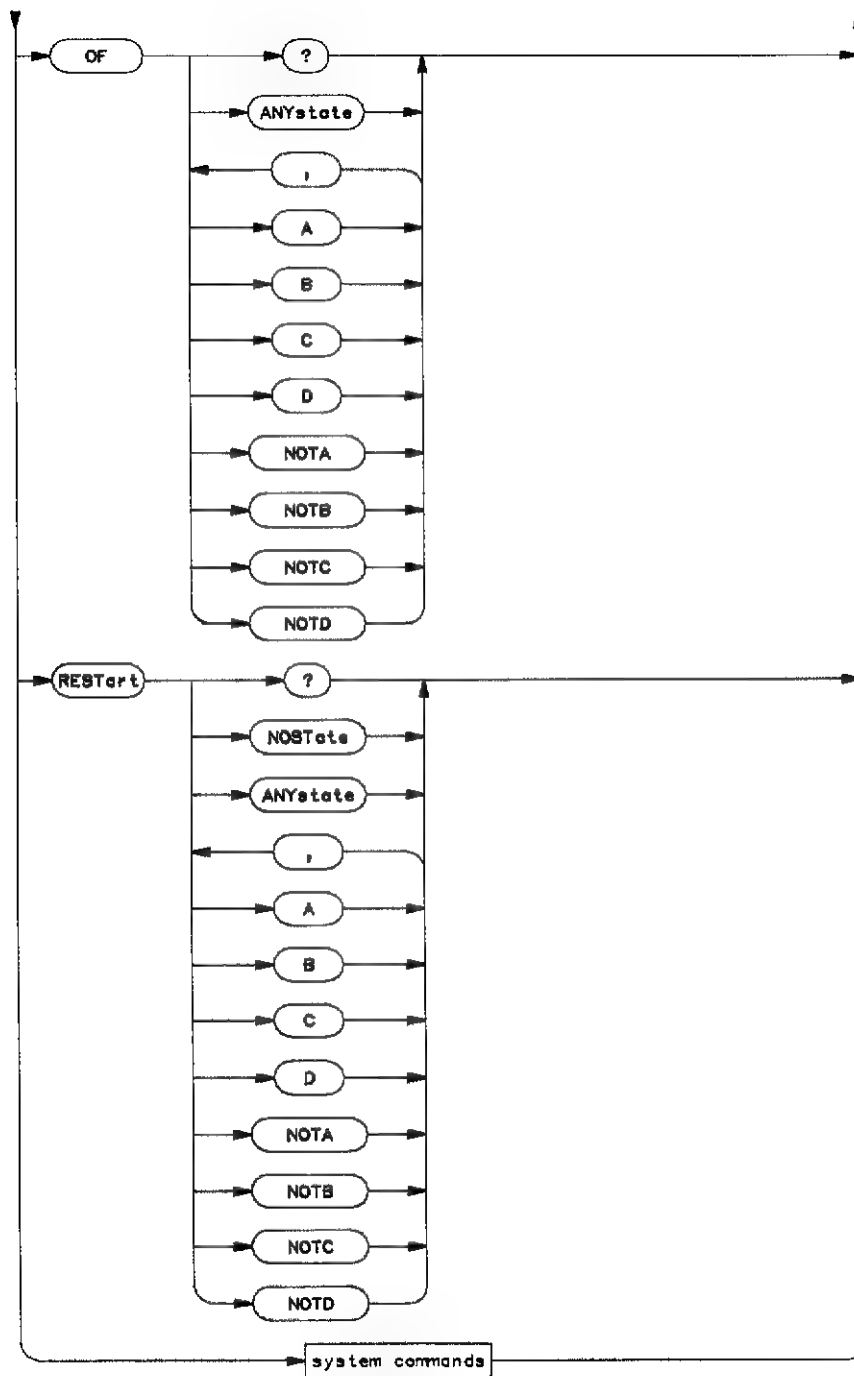 OF ?
ANYstate
,
A
B
C
D
NOTA
NOTB
NOTC
NOTD
RESTart ?
NOSTate
ANYstate
,
A
B
C
D
NOTA
NOTB
NOTC
NOTD
system commands